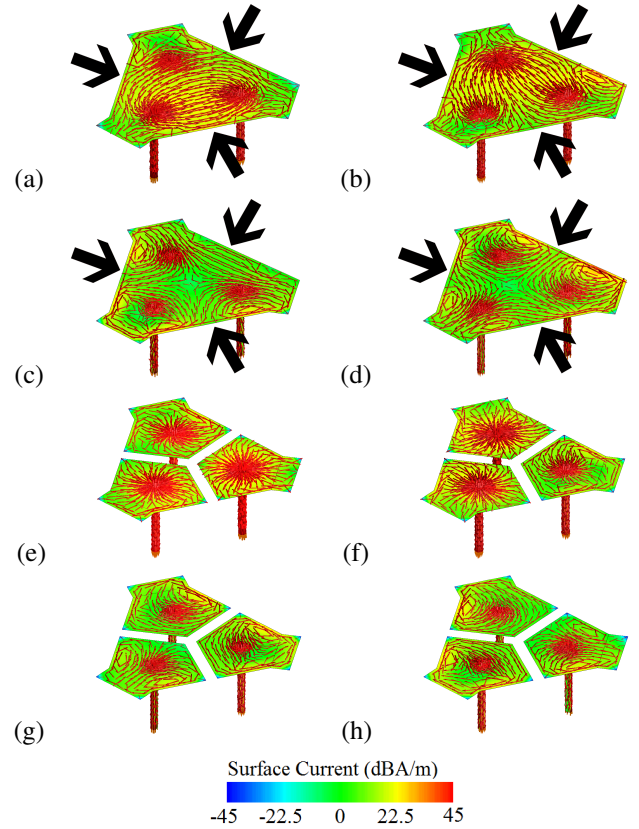 (a)
(b)
(c)
(d)
(e)
(f)
(g)
(h)
Surface Current (dBA/m)
-45 -22.5 0 22.5 45